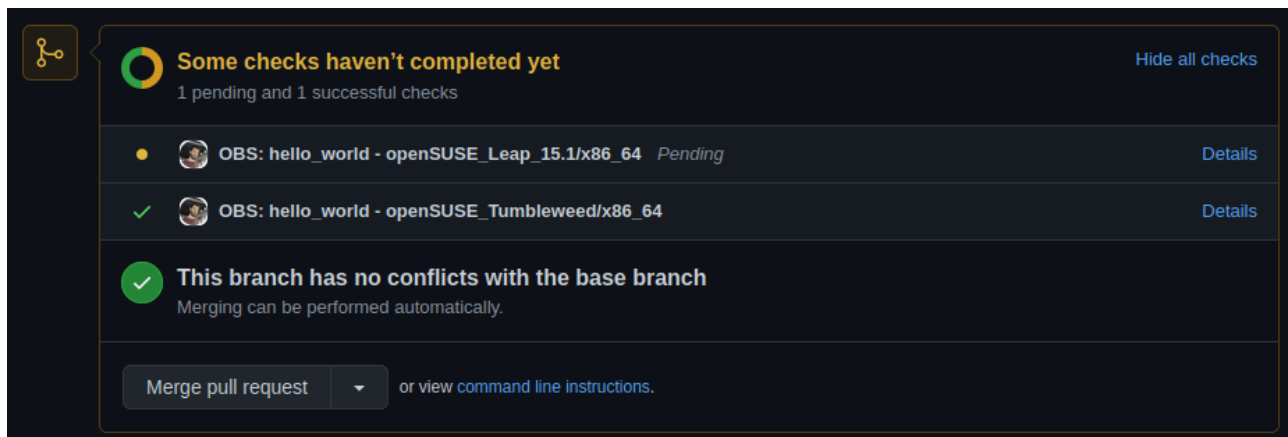 Some checks haven’t completed yet
Hide all checks
1 pending and 1 successful checks
OBS: hello_world - openSUSE_Leap_15.1/x86_64 Pending
Details
OBS: hello_world - openSUSE_Tumbleweed/x86_64
Details
This branch has no conflicts with the base branch
Merging can be performed automatically.
Merge pull request
or view command line instructions.